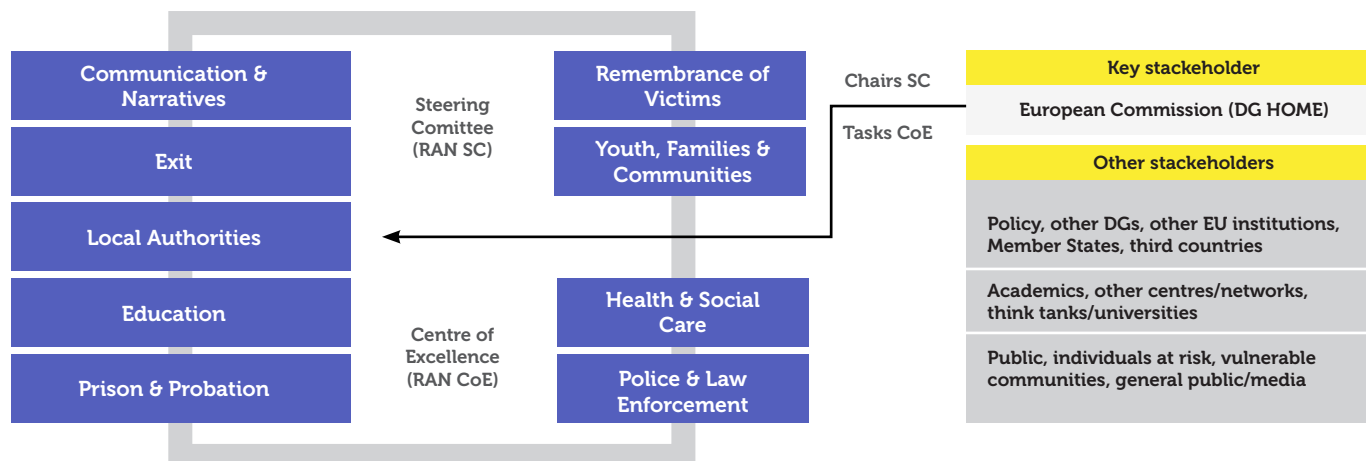 Communication &
Narratives
Exit
Local Authorities
Education
Prison & Probation
Steering
Comittee
(RAN SC)
Centre of
Excellence
(RAN CoE)
Remembrance of
Victims
Youth, Families &
Communities
Health & Social
Care
Police & Law
Enforcement
Chairs SC
Tasks CoE
Key stackeholder
European Commission (DG HOME)
Other stackeholders
Policy, other DGs, other EU institutions,
Member States, third countries
Academics, other centres/networks,
think tanks/universities
Public, individuals at risk, vulnerable
communities, general public/media